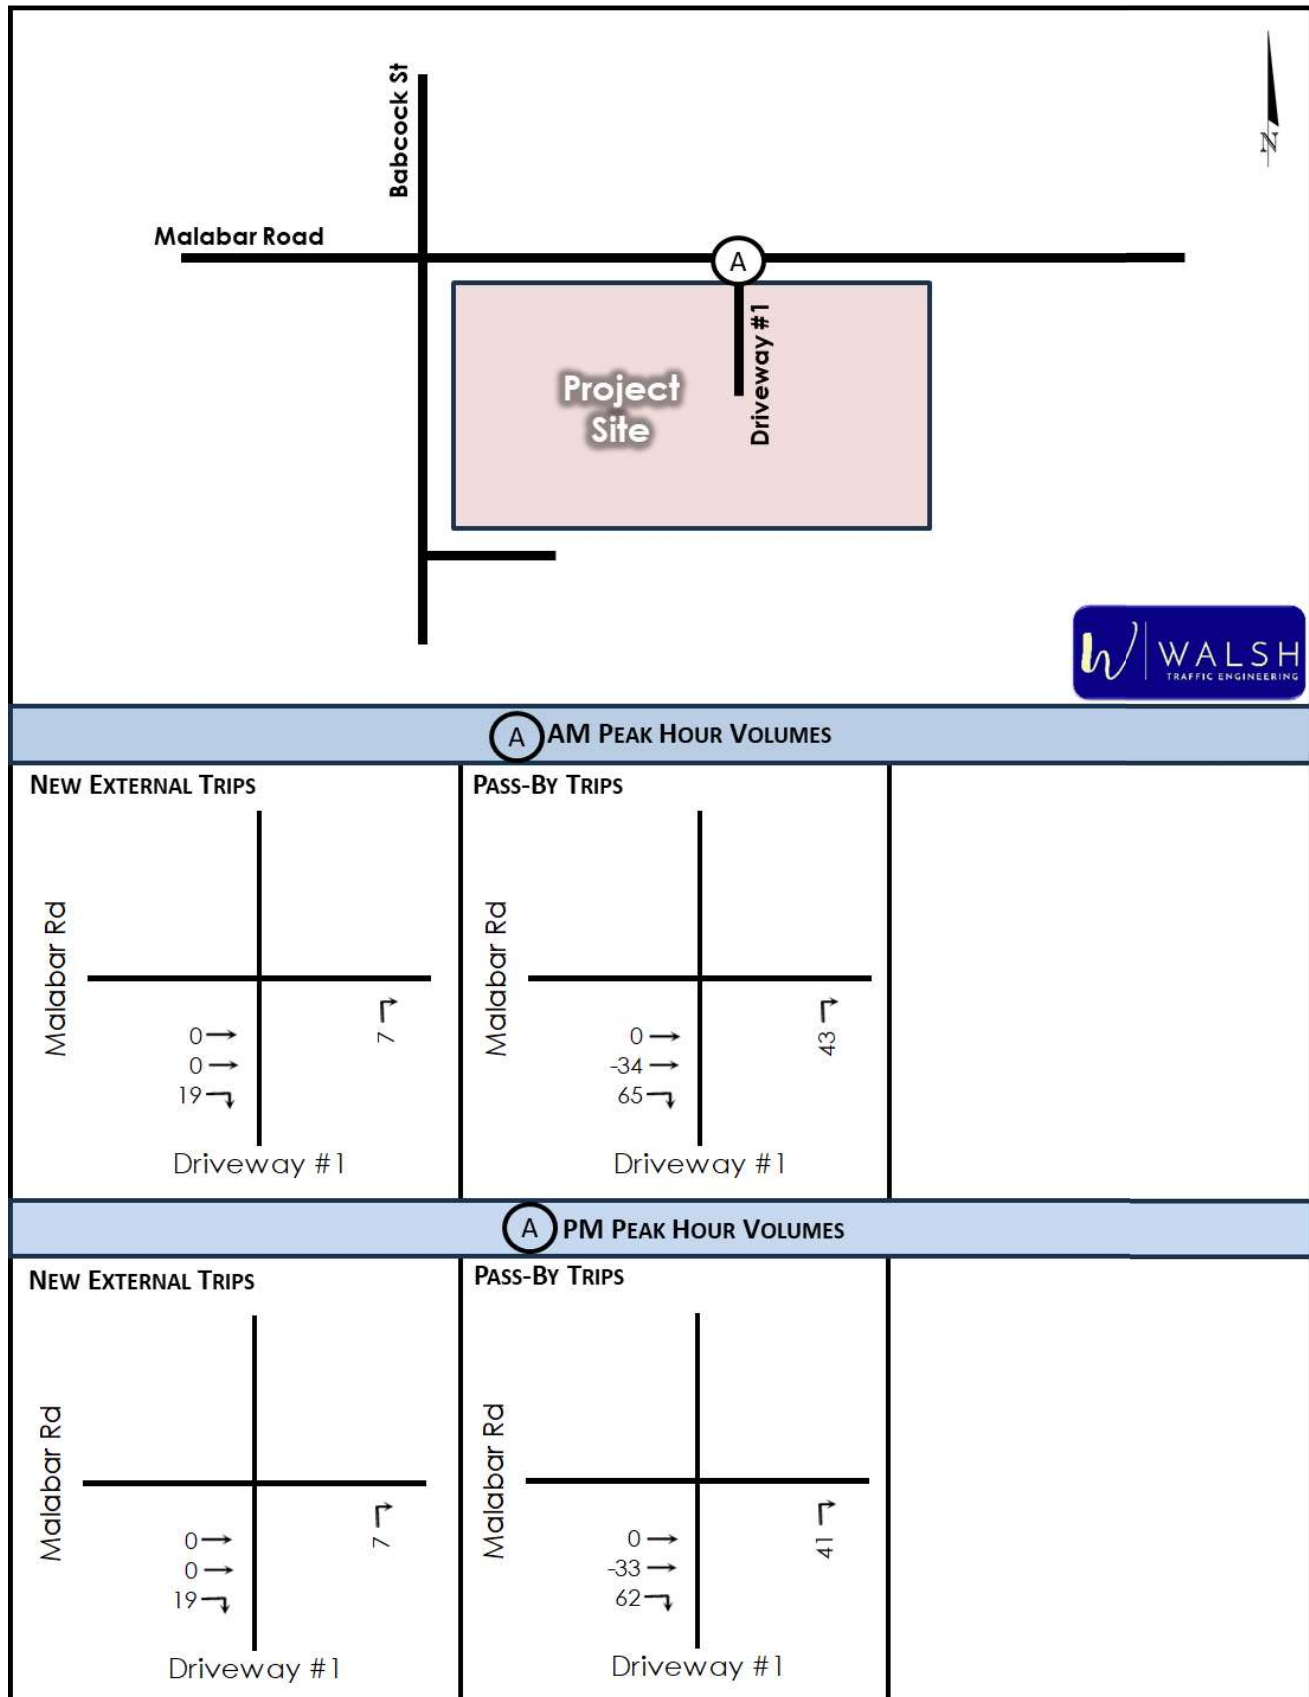 Babcock St
N
Malabar Road
A
Driveway #1
Project
Site
W WALSH
TRAFFIC ENGINEERING
A AM PEAK HOUR VOLUMES
NEW EXTERNAL TRIPS
Malabar Rd
0
0
19
7
Driveway #1
PASS-BY TRIPS
Malabar Rd
0
-34
65
43
Driveway #1
A PM PEAK HOUR VOLUMES
NEW EXTERNAL TRIPS
Malabar Rd
0
0
19
7
Driveway #1
PASS-BY TRIPS
Malabar Rd
0
-33
62
41
Driveway #1